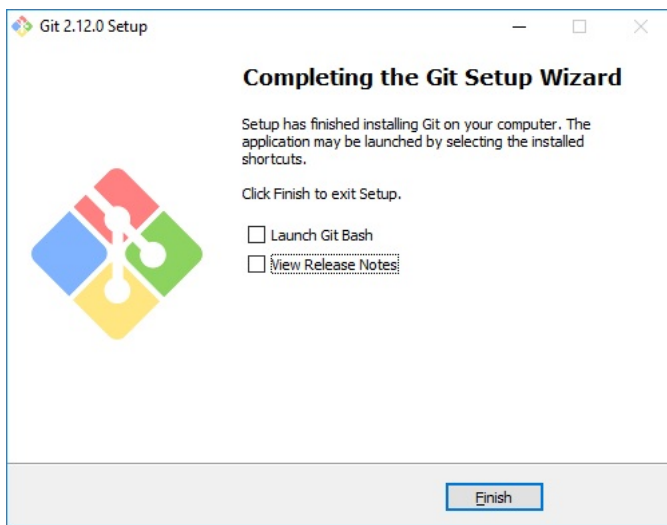 Git 2.12.0 Setup
Completing the Git Setup Wizard
Setup has finished installing Git on your computer. The
application may be launched by selecting the installed
shortcuts.
Click Finish to exit Setup.
Launch Git Bash
View Release Notes
Finish